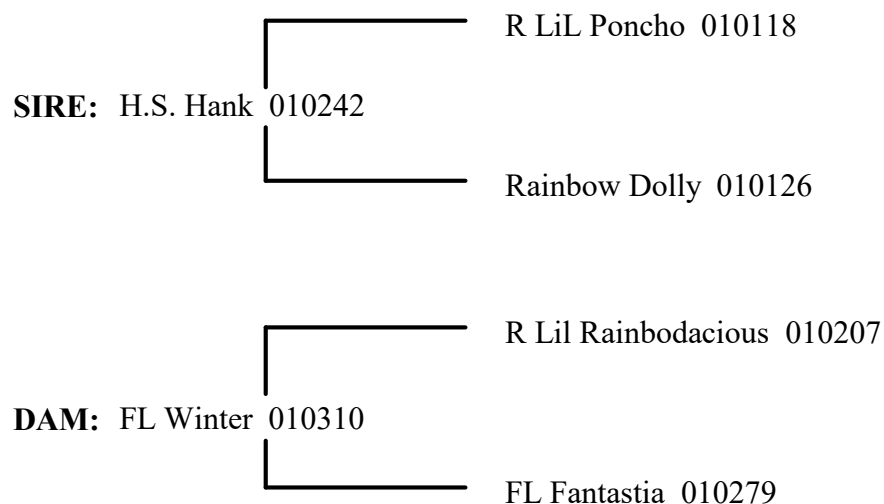 R LiL Poncho 010118
SIRE: H.S. Hank 010242
Rainbow Dolly 010126
R Lil Rainbodacious 010207
DAM: FL Winter 010310
FL Fantastia 010279